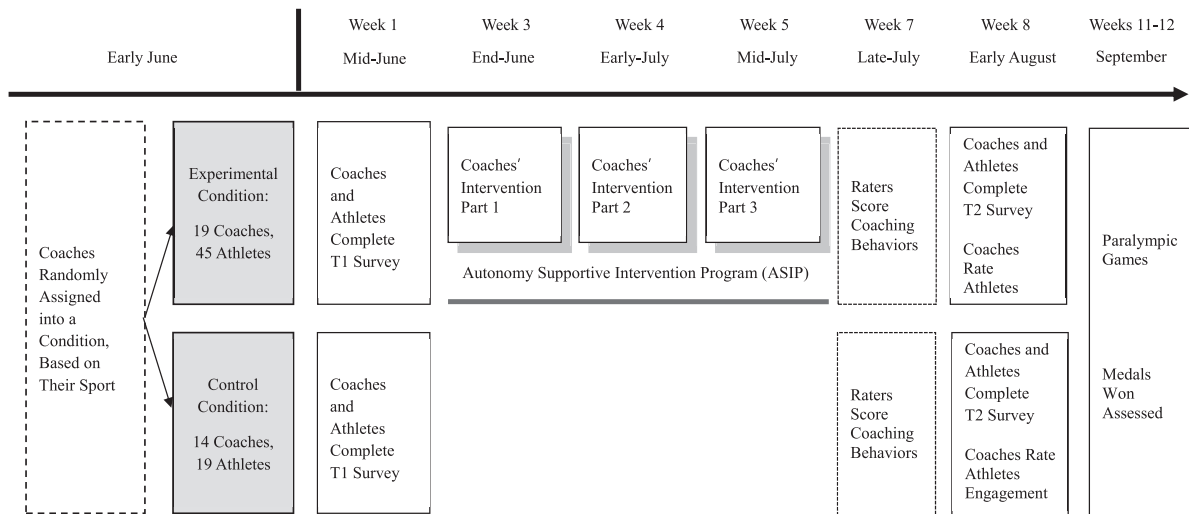 Early June
Week 1
Mid-June
Week 3
End-June
Week 4
Early-July
Week 5
Mid-July
Week 7
Late-July
Week 8
Early August
Weeks 11-12
September
Coaches
Randomly
Assigned
into a
Condition,
Based on
Their Sport
Experimental
Condition:
19 Coaches,
45 Athletes
Coaches
and
Athletes
Complete
T1 Survey
Coaches'
Intervention
Part 1
Coaches'
Intervention
Part 2
Coaches'
Intervention
Part 3
Autonomy Supportive Intervention Program (ASIP)
Raters
Score
Coaching
Behaviors
Coaches and
Athletes
Complete
T2 Survey
Coaches
Rate
Athletes
Control
Condition:
14 Coaches,
19 Athletes
Coaches
and
Athletes
Complete
T1 Survey
Raters
Score
Coaching
Behaviors
Coaches and
Athletes
Complete
T2 Survey
Coaches Rate
Athletes
Engagement
Paralympic
Games
Medals
Won
Assessed